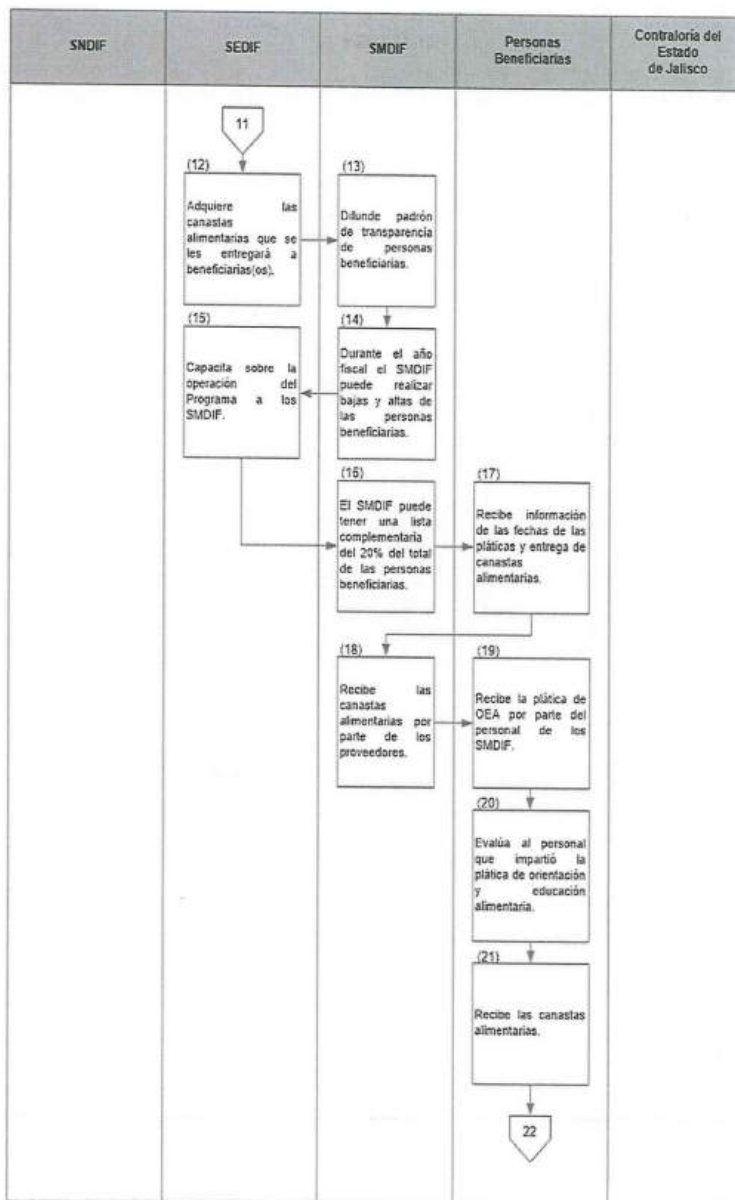 SNDIF
SEDIF
SMDIF
Personas
Beneficiarias
Contraloría del
Estado
de Jalisco
11
(12)
Adquiere las
canastas
alimentarias que se
les entregará a
beneficiarias(os).
(13)
Difunde padrón
de transparencia
de personas
beneficiarias.
(15)
Capacita sobre la
operación del
Programa a los
SMDIF.
(14)
Durante el año
fiscal el SMDIF
puede realizar
bajas y altas de
las personas
beneficiarias.
(16)
El SMDIF puede
tener una lista
complementaria
del 20% del total
de las personas
beneficiarias.
(17)
Recibe información
de las fechas de las
pláticas y entrega de
canastas
alimentarias.
(18)
Recibe las
canastas
alimentarias por
parte de los
proveedores.
(19)
Recibe la plática de
OEA por parte del
personal de los
SMDIF.
(20)
Evalúa al personal
que impartió la
plática de orientación
y educación
alimentaria.
(21)
Recibe las canastas
alimentarias.
22